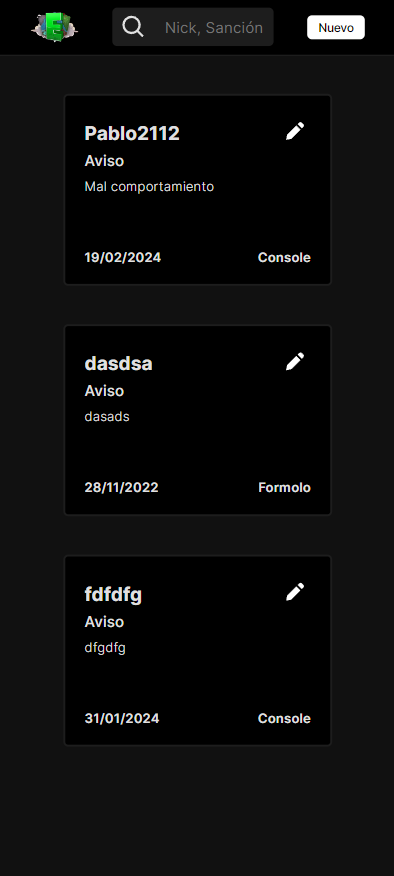 E
Nick, Sanción
Nuevo
Pablo2112
Aviso
Mal comportamiento
19/02/2024 Console
dasdsa
Aviso
dasads
28/11/2022 Formolo
fdfdfg
Aviso
dfgdfg
31/01/2024 Console